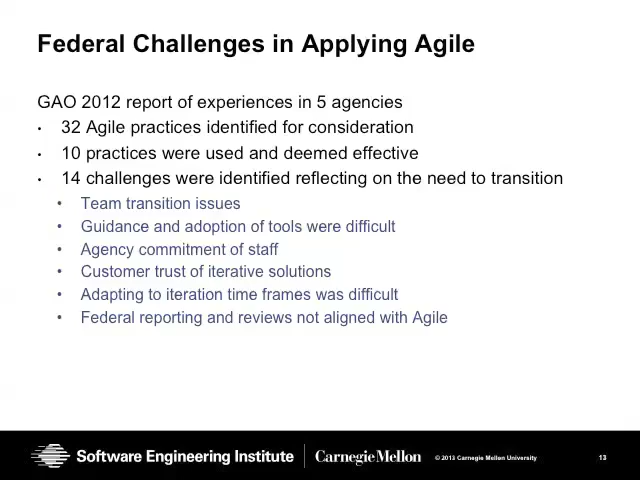 Federal Challenges in Applying Agile
GAO 2012 report of experiences in 5 agencies
• 32 Agile practices identified for consideration
• 10 practices were used and deemed effective
• 14 challenges were identified reflecting on the need to transition
• Team transition issues
• Guidance and adoption of tools were difficult
• Agency commitment of staff
• Customer trust of iterative solutions
• Adapting to iteration time frames was difficult
• Federal reporting and reviews not aligned with Agile
Software Engineering Institute | Carnegie Mellon © 2013 Carnegie Mellon University 13